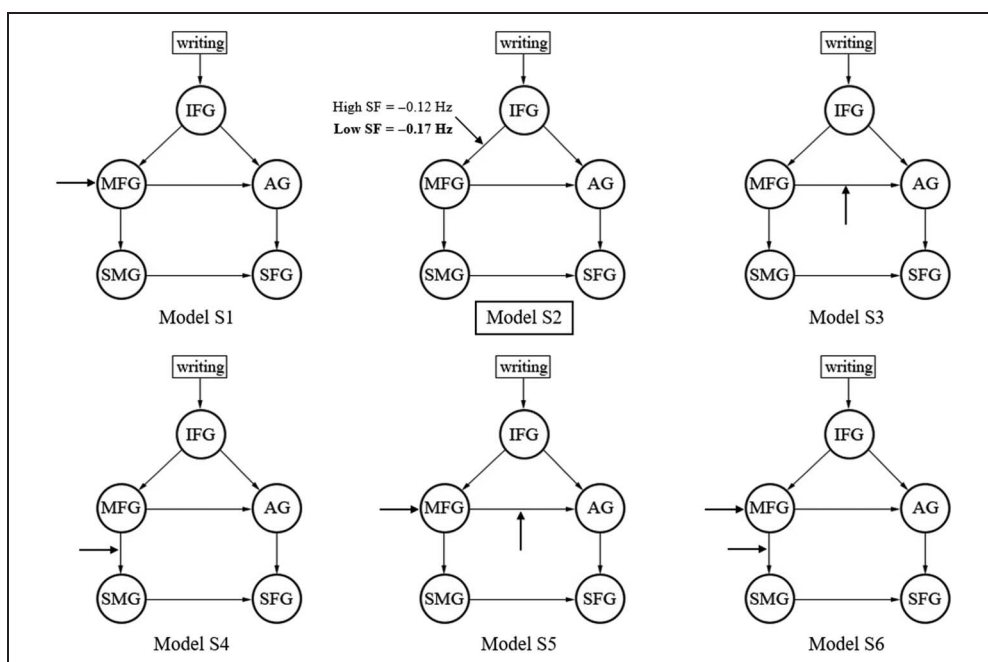 writing
IFG
MFG
AG
SMG
SFG
Model S1
writing
High SF = –0.12 Hz
Low SF = –0.17 Hz
IFG
MFG
AG
SMG
SFG
Model S2
writing
IFG
MFG
AG
SMG
SFG
Model S3
writing
IFG
MFG
AG
SMG
SFG
Model S4
writing
IFG
MFG
AG
SMG
SFG
Model S5
writing
IFG
MFG
AG
SMG
SFG
Model S6